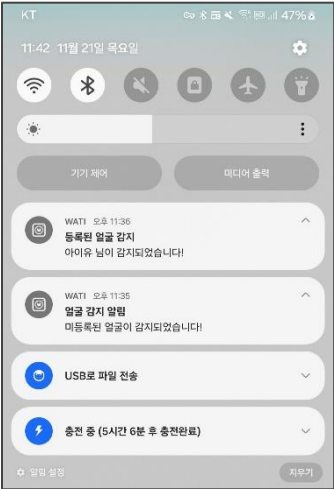 KT 47%
11:42 11월 21일 목요일
기기 제어 미디어 출력
WATI 오후 11:36
등록된 얼굴 감지
아이유 님이 감지되었습니다!
WATI 오후 11:35
얼굴 감지 알림
미등록된 얼굴이 감지되었습니다!
USB로 파일 전송
충전 중 (5시간 6분 후 충전완료)
알림 설정 지우기